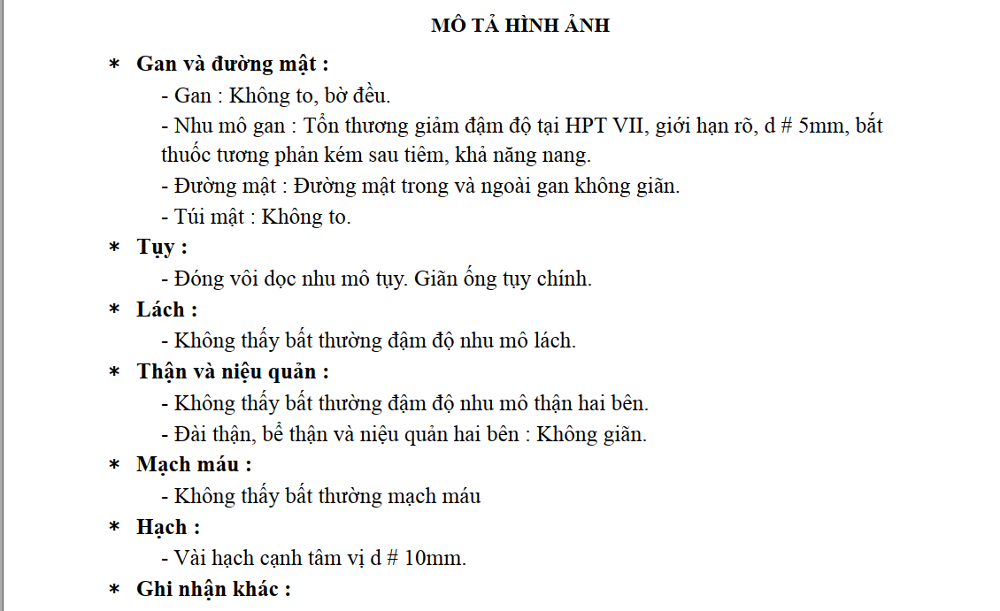 MÔ TẢ HÌNH ẢNH
* Gan và đường mật :
- Gan : Không to, bờ đều.
- Nhu mô gan : Tổn thương giảm đậm độ tại HPT VII, giới hạn rõ, d # 5mm, bắt
thuốc tương phản kém sau tiêm, khả năng nang.
- Đường mật : Đường mật trong và ngoài gan không giãn.
- Túi mật : Không to.
* Tụy :
- Đóng vôi dọc nhu mô tụy. Giãn ống tụy chính.
* Lách :
- Không thấy bất thường đậm độ nhu mô lách.
* Thận và niệu quản :
- Không thấy bất thường đậm độ nhu mô thận hai bên.
- Đài thận, bể thận và niệu quản hai bên : Không giãn.
* Mạch máu :
- Không thấy bất thường mạch máu
* Hạch :
- Vài hạch cạnh tâm vị d # 10mm.
* Ghi nhận khác :